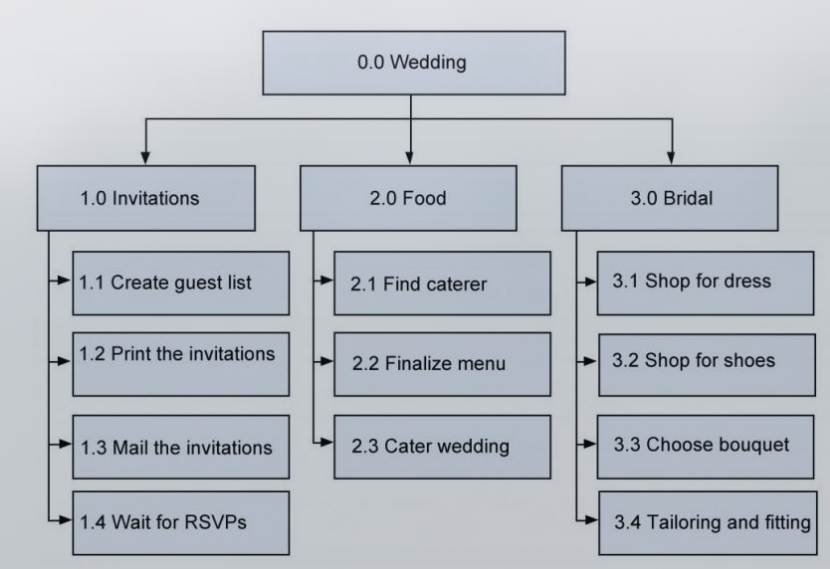 0.0 Wedding
1.0 Invitations
1.1 Create guest list
1.2 Print the invitations
1.3 Mail the invitations
1.4 Wait for RSVPs
2.0 Food
2.1 Find caterer
2.2 Finalize menu
2.3 Cater wedding
3.0 Bridal
3.1 Shop for dress
3.2 Shop for shoes
3.3 Choose bouquet
3.4 Tailoring and fitting